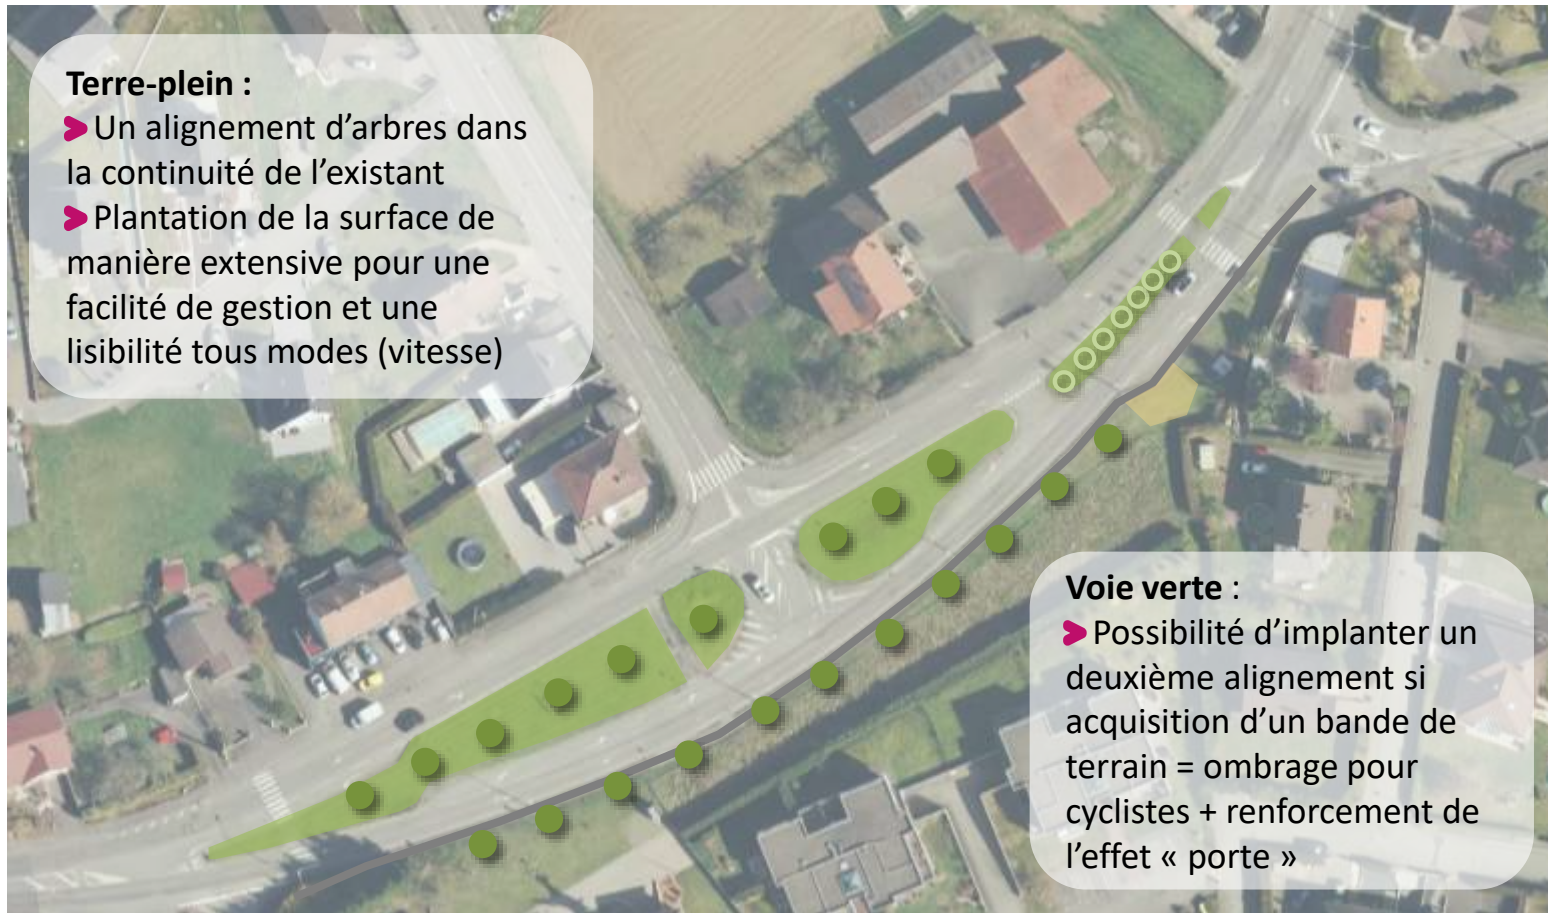 Terre-plein :
Un alignement d’arbres dans
la continuité de l’existant
Plantation de la surface de
manière extensive pour une
facilité de gestion et une
lisibilité tous modes (vitesse)
Voie verte :
Possibilité d’implanter un
deuxième alignement si
acquisition d’un bande de
terrain = ombrage pour
cyclistes + renforcement de
l’effet « porte »